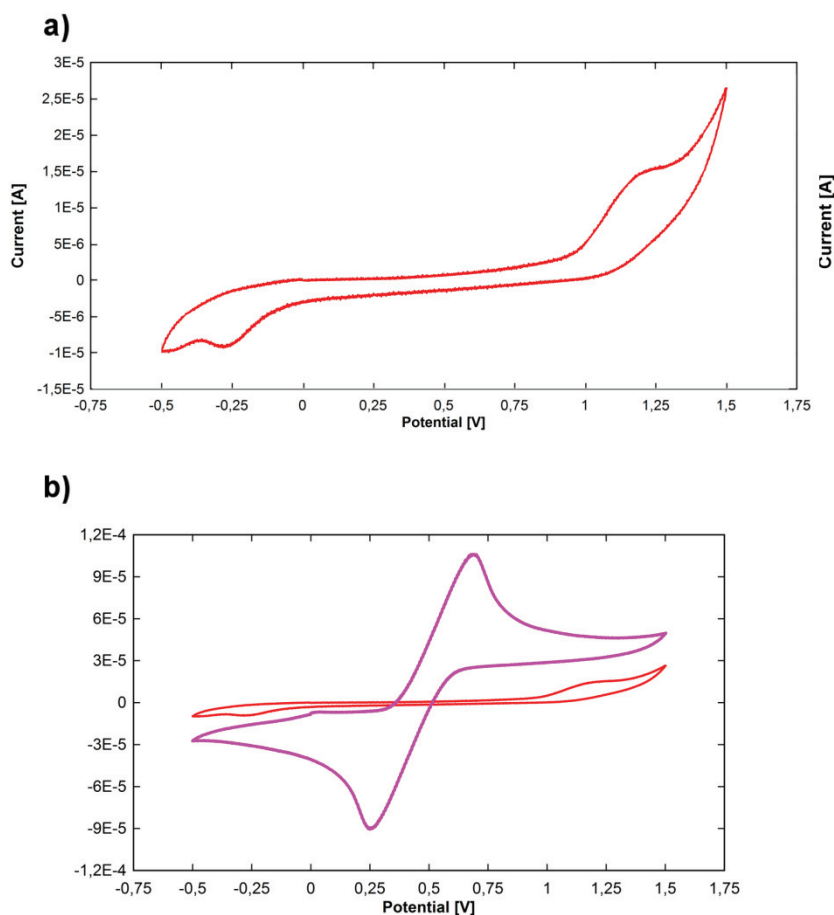 a)
3E-5
2,5E-5
2E-5
1,5E-5
1E-5
5E-6
0
-5E-6
-1E-5
-1,5E-5
Current [A]
Current [A]
-0,75 -0,5 -0,25 0 0,25 0,5 0,75 1 1,25 1,5 1,75
Potential [V]
b)
1,2E-4
9E-5
6E-5
3E-5
0
-3E-5
-6E-5
-9E-5
-1,2E-4
-0,75 -0,5 -0,25 0 0,25 0,5 0,75 1 1,25 1,5 1,75
Potential [V]